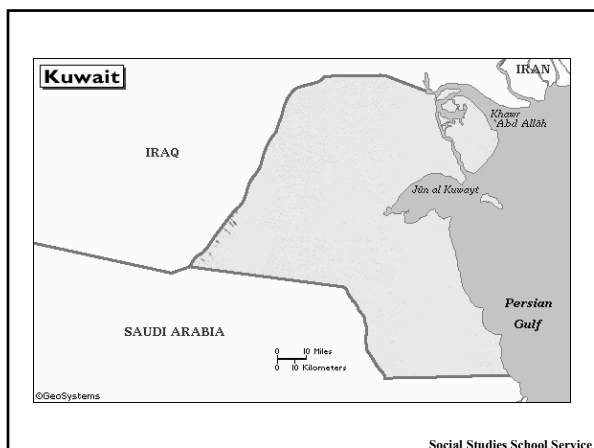 Kuwait
IRAN
Khawr
'Abd Allāh
IRAQ
Jūn al Kuwayt
Persian
Gulf
SAUDI ARABIA
0 10 Miles
0 10 Kilometers
©GeoSystems
Social Studies School Service